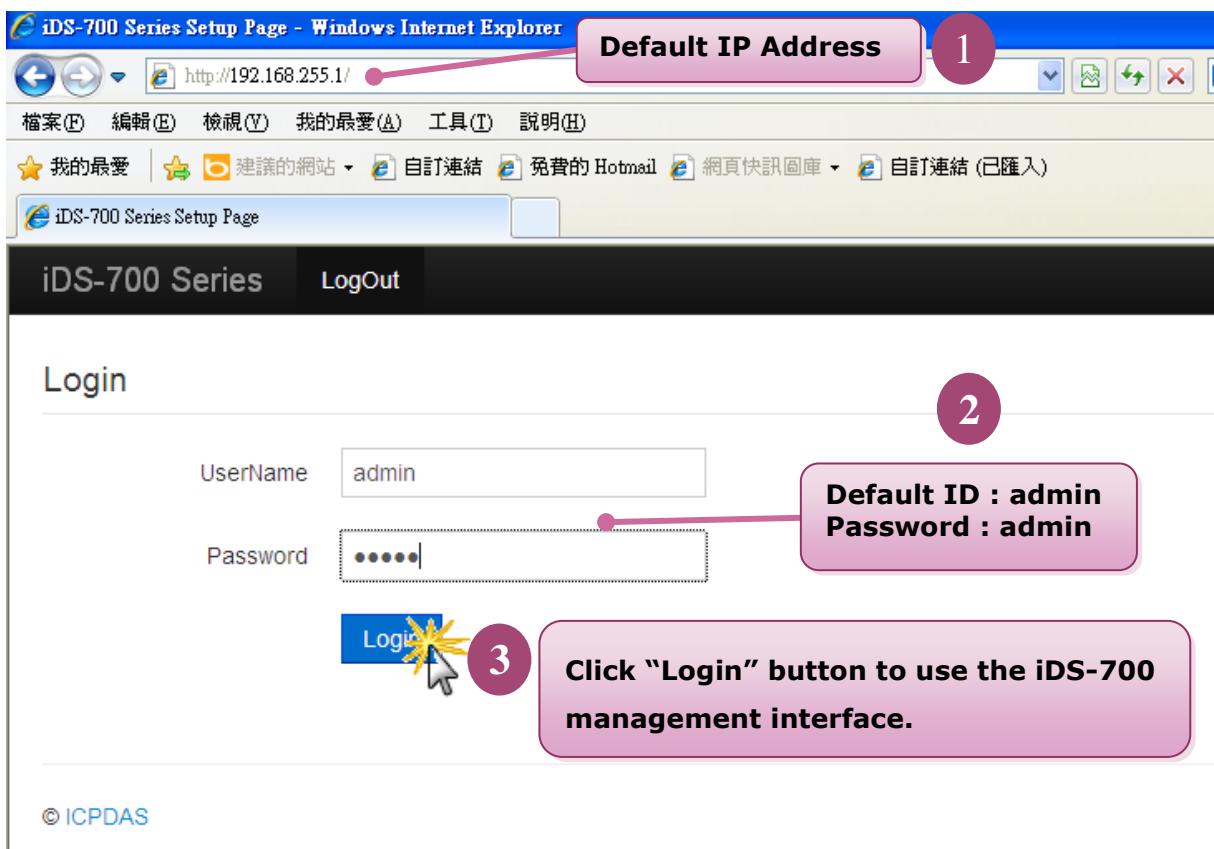 iDS-700 Series Setup Page - Windows Internet Explorer
Default IP Address
1
http://192.168.255.1/
檔案(F) 編輯(E) 檢視(V) 我的最愛(A) 工具(T) 說明(H)
我的最愛 建議的網站 自訂連結 免費的 Hotmail 網頁快訊圖庫 自訂連結 (已匯入)
iDS-700 Series Setup Page
iDS-700 Series LogOut
Login
2
UserName admin
Default ID : admin
Password : admin
Password •••••
Login
3
Click “Login” button to use the iDS-700
management interface.
© ICPDAS